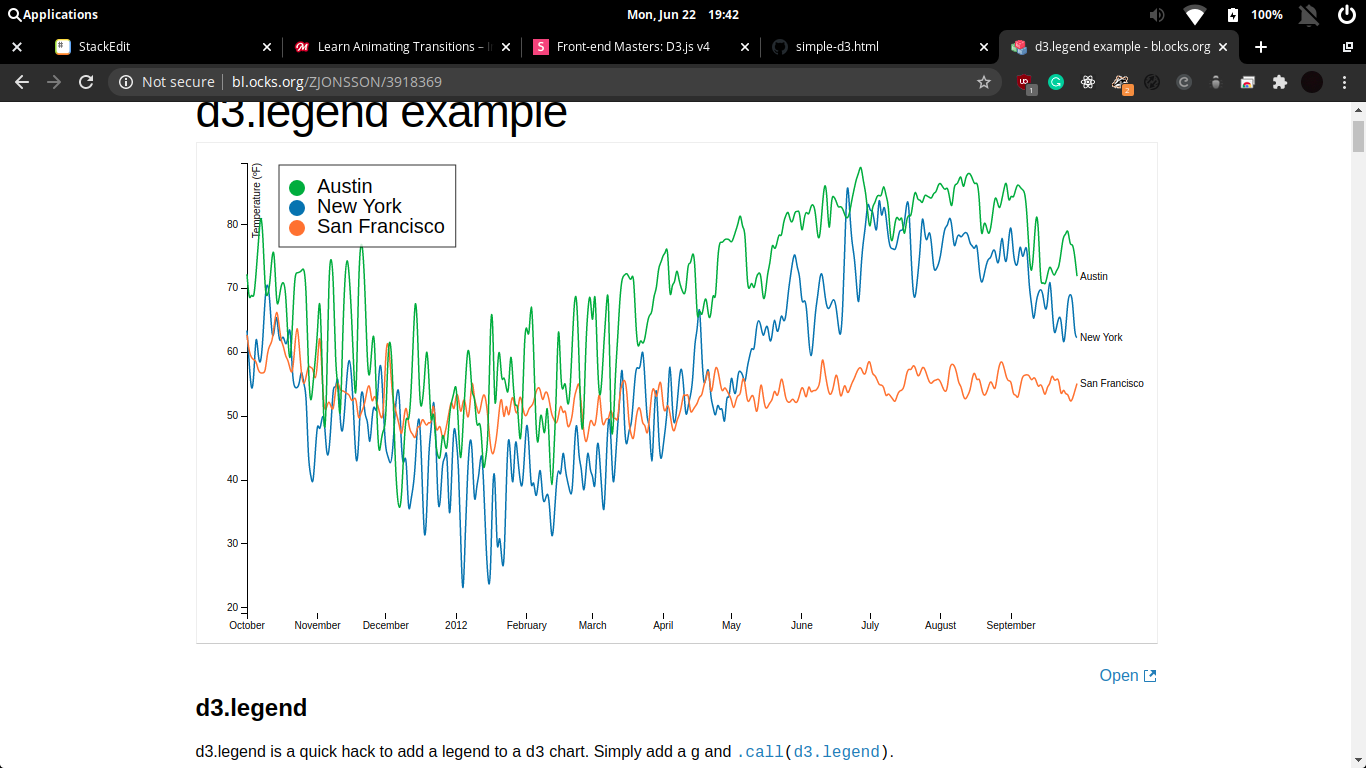 Applications
Mon, Jun 22 19:42
100%
StackEdit
Learn Animating Transitions –
Front-end Masters: D3.js v4
simple-d3.html
d3.legend example - bl.ocks.org
Not secure
bl.ocks.org/ZJONSSON/3918369
1
2
d3.legend example
Temperature (ºF)
Austin
New York
San Francisco
80
70
60
50
40
30
20
Austin
New York
San Francisco
October November December 2012 February March April May June July August September
Open
d3.legend
d3.legend is a quick hack to add a legend to a d3 chart. Simply add a g and .call(d3.legend).